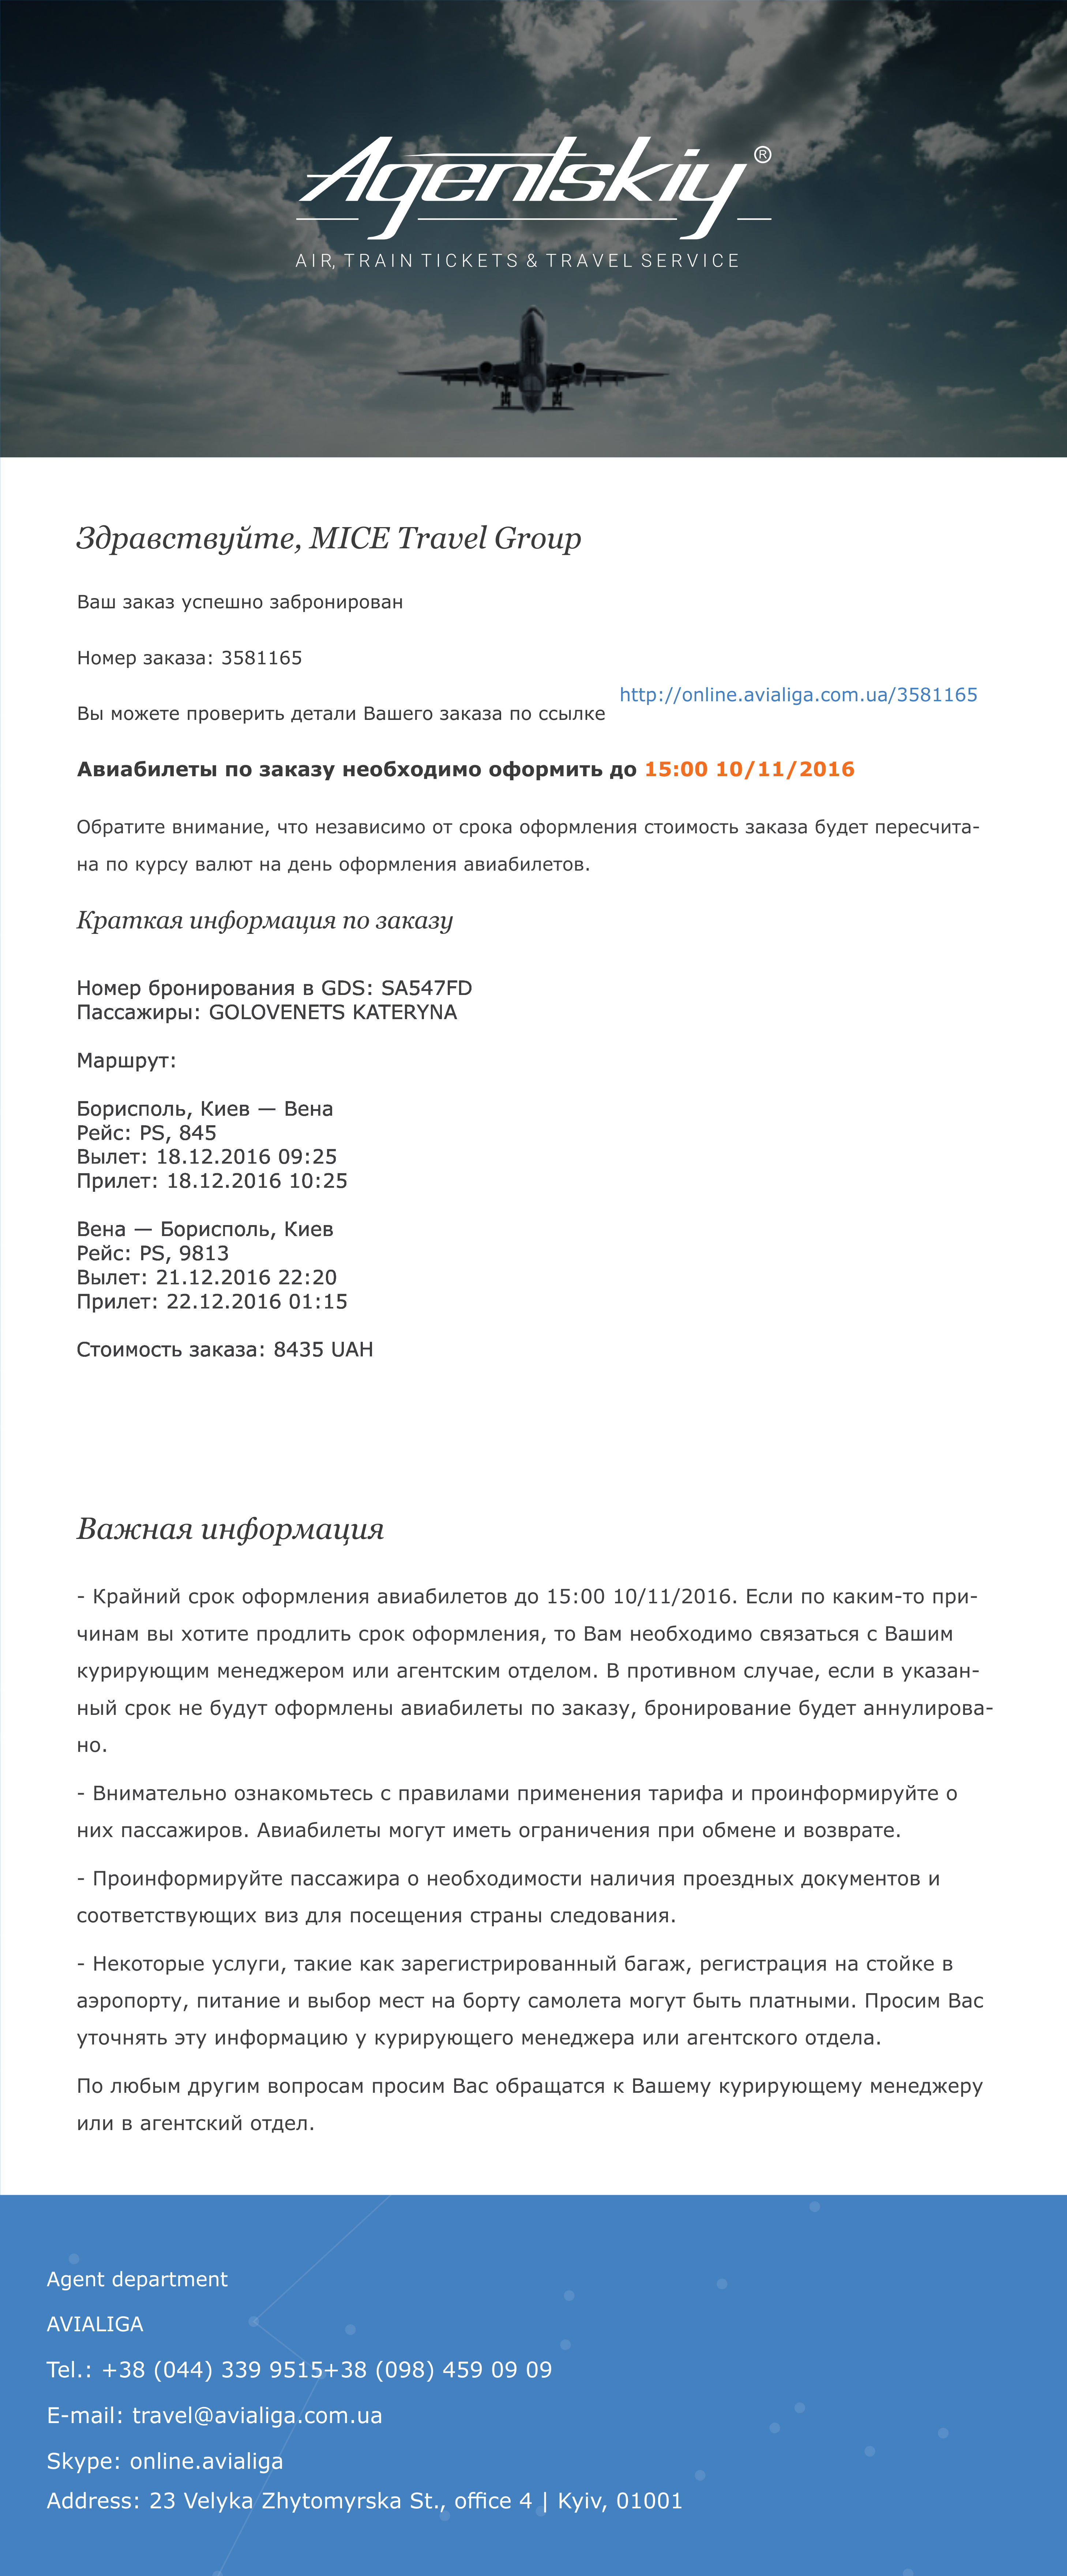 Agentskiy®
AIR, TRAIN TICKETS & TRAVEL SERVICE
Здравствуйте, MICE Travel Group
Ваш заказ успешно забронирован
Номер заказа: 3581165
Вы можете проверить детали Вашего заказа по ссылке http://online.avialiga.com.ua/3581165
Авиабилеты по заказу необходимо оформить до 15:00 10/11/2016
Обратите внимание, что независимо от срока оформления стоимость заказа будет пересчита-
на по курсу валют на день оформления авиабилетов.
Краткая информация по заказу
Номер бронирования в GDS: SA547FD
Пассажиры: GOLOVENETS KATERYNA
Маршрут:
Борисполь, Киев — Вена
Рейс: PS, 845
Вылет: 18.12.2016 09:25
Прилет: 18.12.2016 10:25
Вена — Борисполь, Киев
Рейс: PS, 9813
Вылет: 21.12.2016 22:20
Прилет: 22.12.2016 01:15
Стоимость заказа: 8435 UAH
Важная информация
- Крайний срок оформления авиабилетов до 15:00 10/11/2016. Если по каким-то при-
чинам вы хотите продлить срок оформления, то Вам необходимо связаться с Вашим
курирующим менеджером или агентским отделом. В противном случае, если в указан-
ный срок не будут оформлены авиабилеты по заказу, бронирование будет аннулирова-
но.
- Внимательно ознакомьтесь с правилами применения тарифа и проинформируйте о
них пассажиров. Авиабилеты могут иметь ограничения при обмене и возврате.
- Проинформируйте пассажира о необходимости наличия проездных документов и
соответствующих виз для посещения страны следования.
- Некоторые услуги, такие как зарегистрированный багаж, регистрация на стойке в
аэропорту, питание и выбор мест на борту самолета могут быть платными. Просим Вас
уточнять эту информацию у курирующего менеджера или агентского отдела.
По любым другим вопросам просим Вас обращатся к Вашему курирующему менеджеру
или в агентский отдел.
Agent department
AVIALIGA
Tel.: +38 (044) 339 9515+38 (098) 459 09 09
E-mail: travel@avialiga.com.ua
Skype: online.avialiga
Address: 23 Velyka Zhytomyrska St., office 4 | Kyiv, 01001